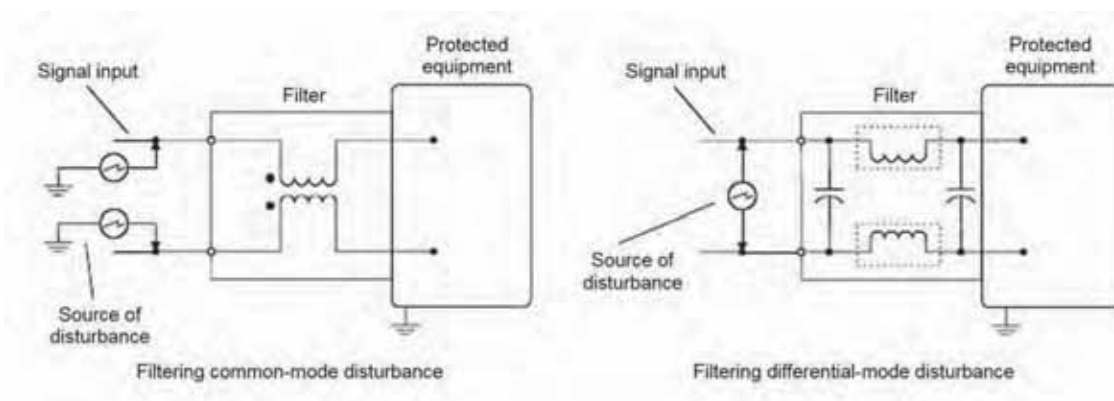 Signal input
Filter
Protected
equipment
Source of
disturbance
Filtering common-mode disturbance
Signal input
Filter
Protected
equipment
Source of
disturbance
Filtering differential-mode disturbance